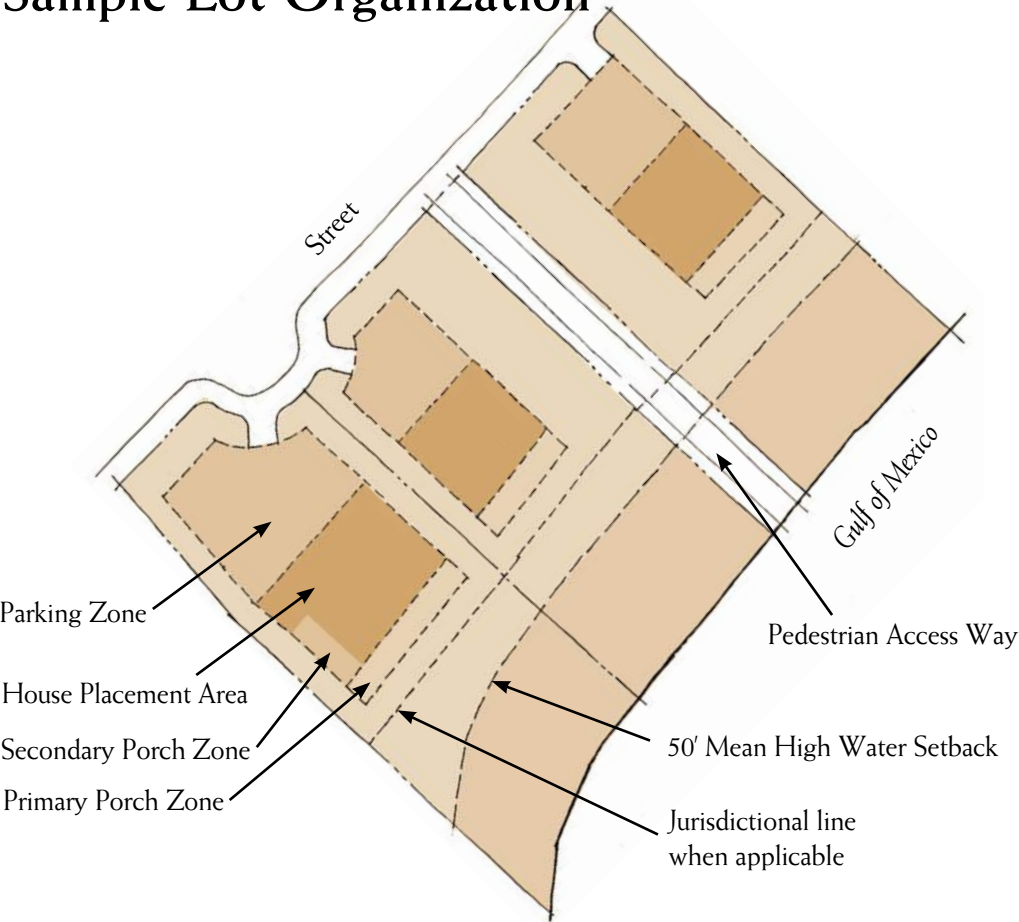 Sample Lot Organization
Street
Gulf of Mexico
Parking Zone
Pedestrian Access Way
House Placement Area
Secondary Porch Zone
50' Mean High Water Setback
Primary Porch Zone
Jurisdictional line
when applicable